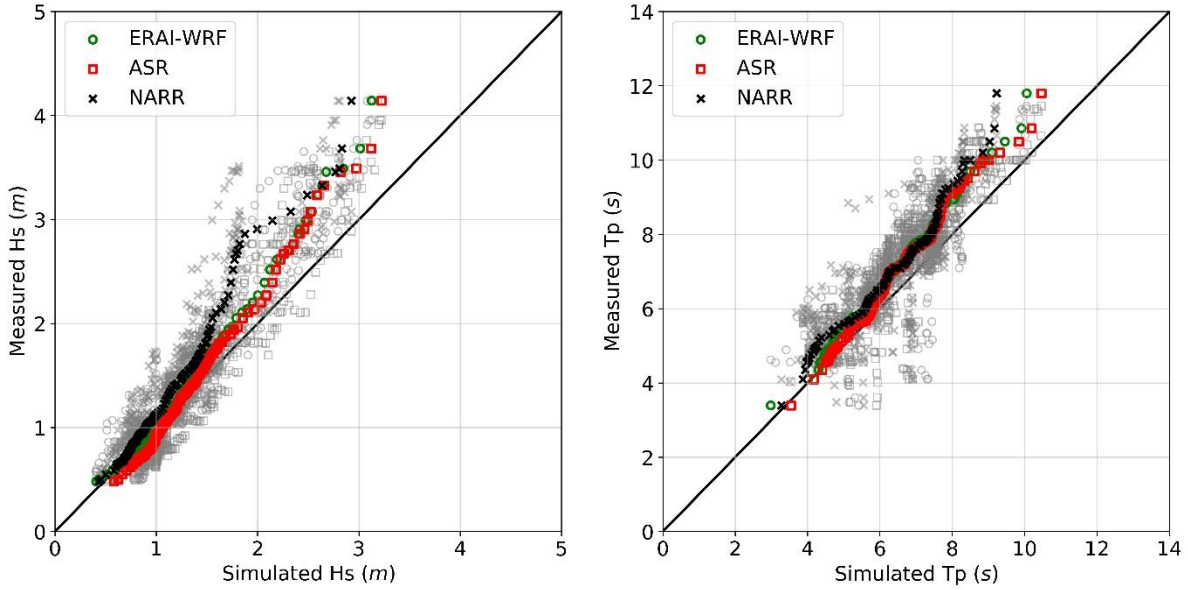 5
4
3
2
1
0
Measured Hs (m)
ERAI-WRF
ASR
NARR
0 1 2 3 4 5
Simulated Hs (m)
14
12
10
8
6
4
2
0
Measured Tp (s)
ERAI-WRF
ASR
NARR
0 2 4 6 8 10 12 14
Simulated Tp (s)